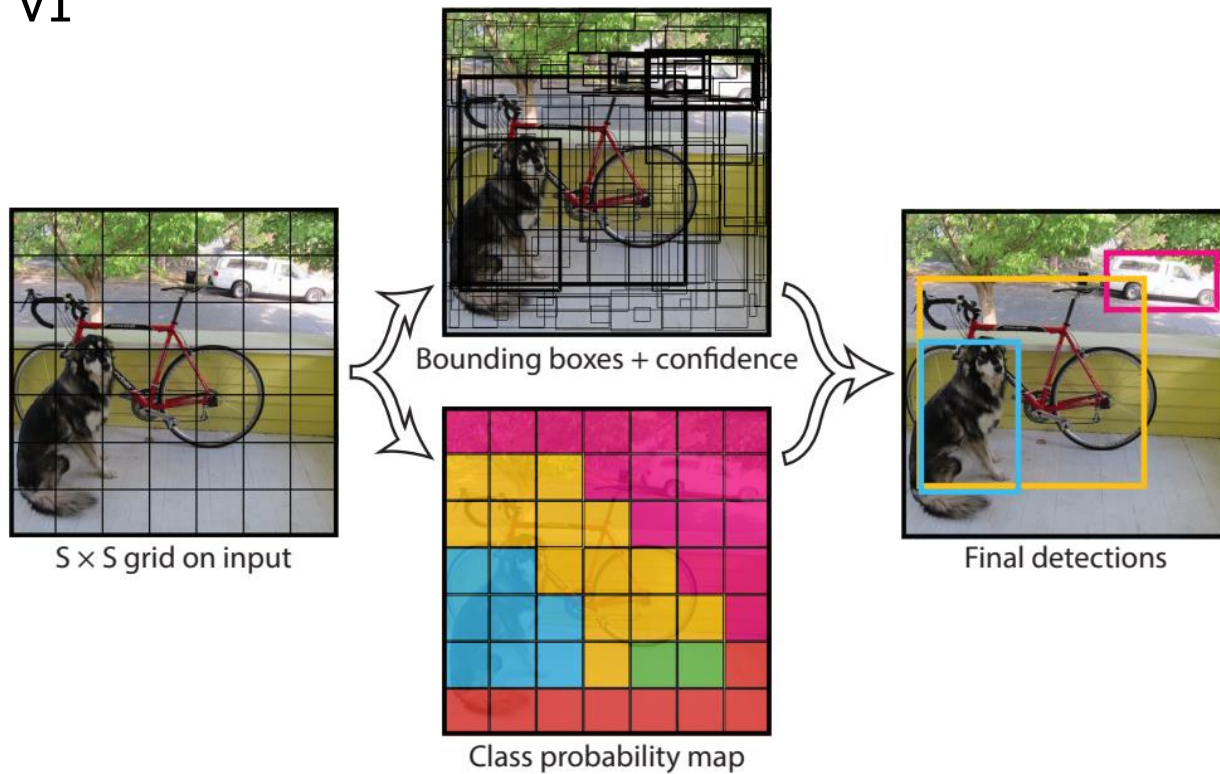 V1
Bounding boxes + confidence
S × S grid on input
Final detections
Class probability map